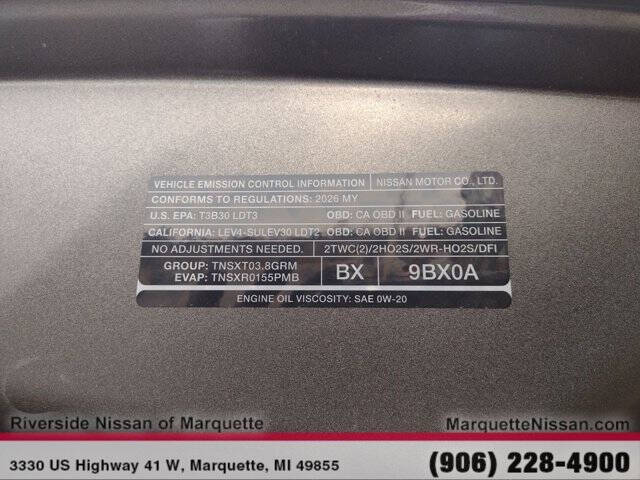 VEHICLE EMISSION CONTROL INFORMATION NISSAN MOTOR CO., LTD.
CONFORMS TO REGULATIONS: 2026 MY
U.S. EPA: T3B30 LDT3 OBD: CA OBD II FUEL: GASOLINE
CALIFORNIA: LEV4-SULEV30 LDT2 OBD: CA OBD II FUEL: GASOLINE
NO ADJUSTMENTS NEEDED. 2TWC(2)/2HO2S/2WR-HO2S/DFI
GROUP: TNSXT03.8GRM
EVAP: TNSXR0155PMB
BX 9BX0A
ENGINE OIL VISCOSITY: SAE 0W-20
Riverside Nissan of Marquette MarquetteNissan.com
3330 US Highway 41 W, Marquette, MI 49855 (906) 228-4900